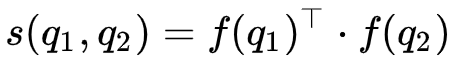 s(q₁, q₂) = f(q₁)^⊤ · f(q₂)